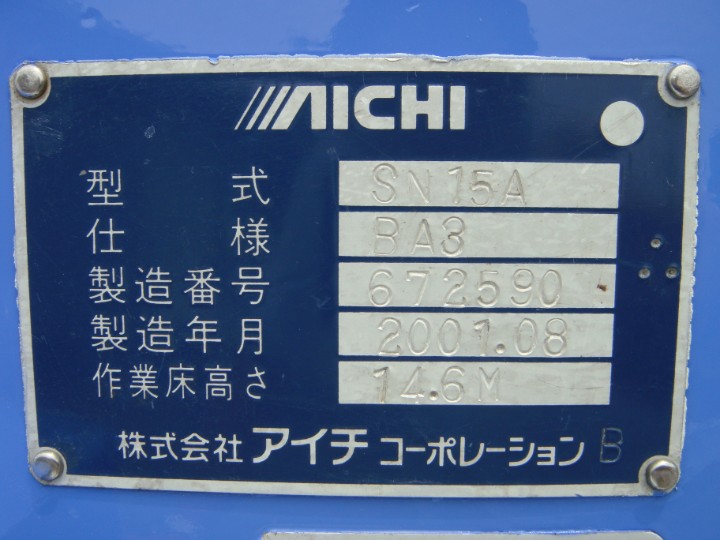 AICHI
型式 SN15A
仕様 BA3
製造番号 672590
製造年月 2001.08
作業床高さ 14.6M
株式会社 アイチ コーポレーション B